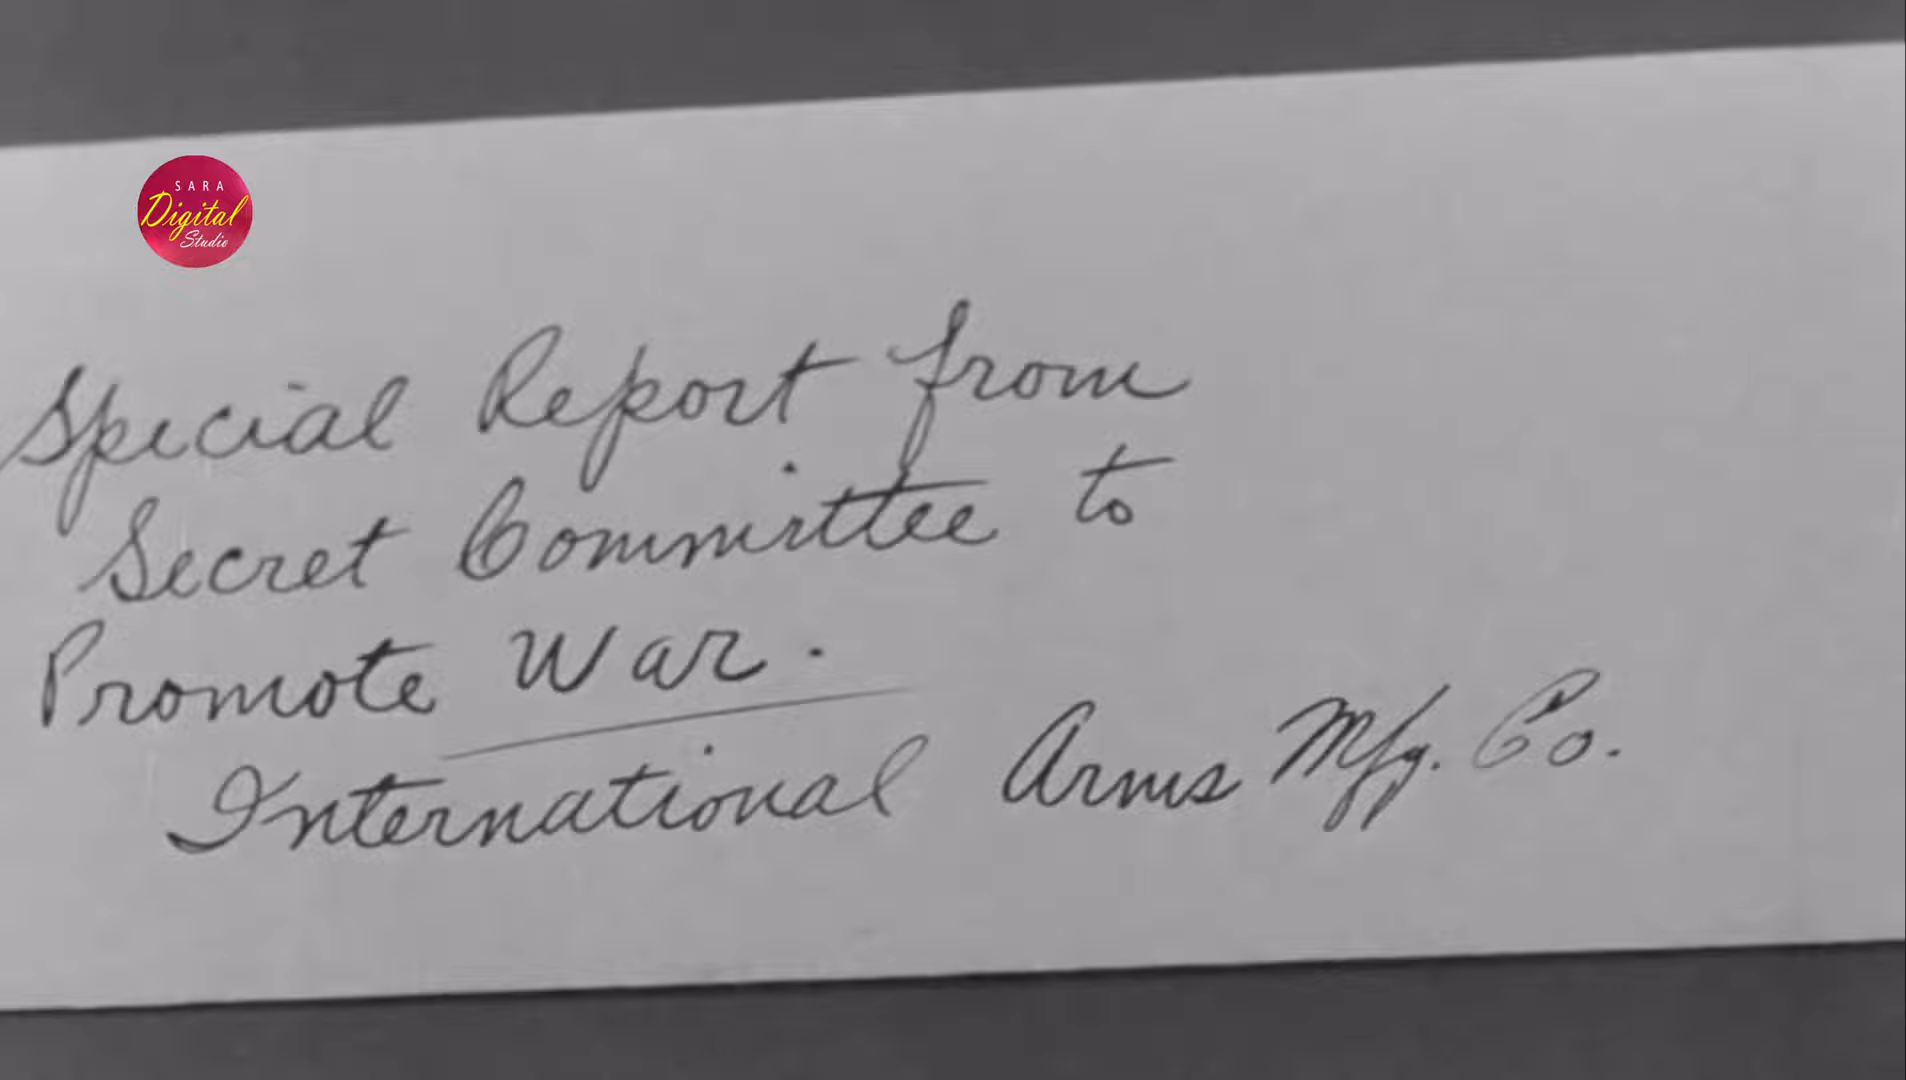 SARA
Digital
Studio
Special Report from
Secret Committee to
Promote War.
International Arms Mfg. Co.